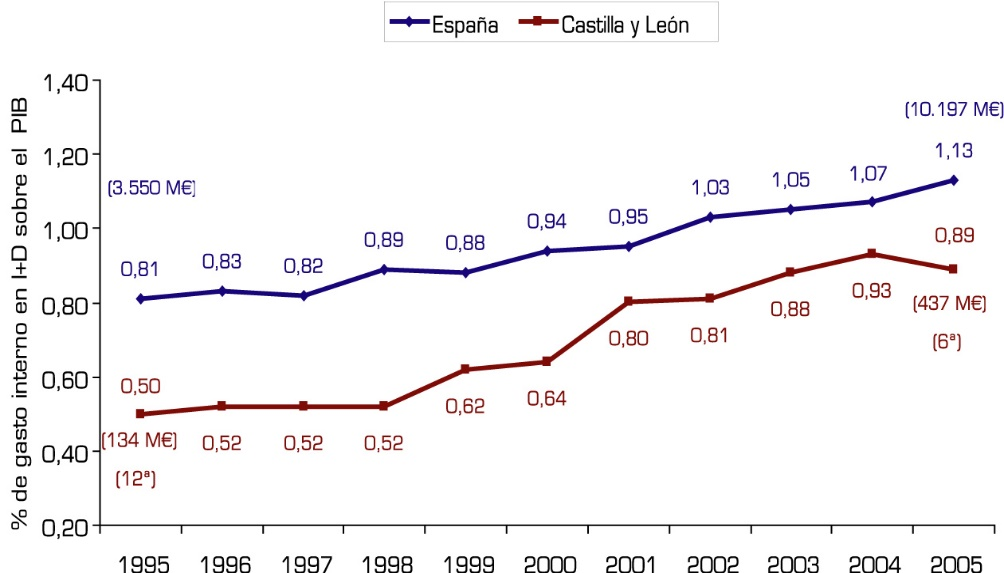 España Castilla y León
% de gasto interno en I+D sobre el PIB
1,40
1,20
1,00
0,80
0,60
0,40
0,20
(10.197 M€)
(3.550 M€)
0,81 0,83 0,82 0,89 0,88 0,94 0,95 1,03 1,05 1,07 1,13
0,50 0,52 0,52 0,52 0,62 0,64 0,80 0,81 0,88 0,93 0,89
(134 M€)
(12ª)
(437 M€)
(6ª)
1995 1996 1997 1998 1999 2000 2001 2002 2003 2004 2005